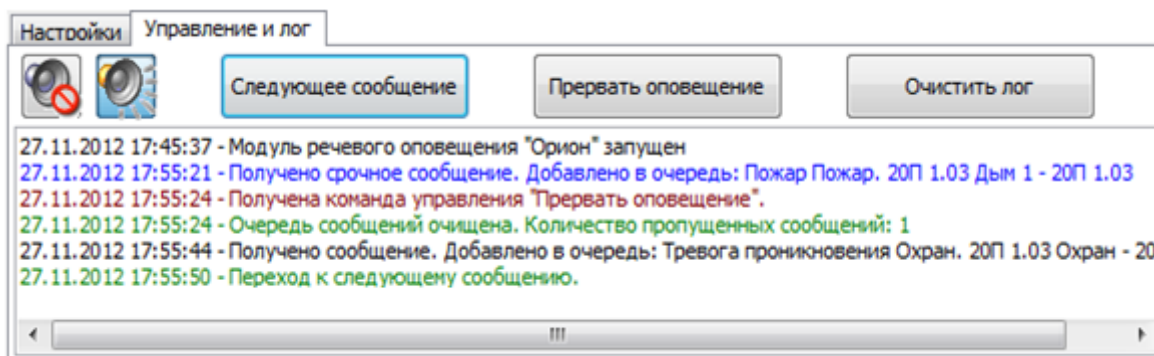 Настройки Управление и лог
Следующее сообщение Прервать оповещение Очистить лог
27.11.2012 17:45:37 - Модуль речевого оповещения "Орион" запущен
27.11.2012 17:55:21 - Получено срочное сообщение. Добавлено в очередь: Пожар Пожар. 20П 1.03 Дым 1 - 20П 1.03
27.11.2012 17:55:24 - Получена команда управления "Прервать оповещение".
27.11.2012 17:55:24 - Очередь сообщений очищена. Количество пропущенных сообщений: 1
27.11.2012 17:55:44 - Получено сообщение. Добавлено в очередь: Тревога проникновения Охран. 20П 1.03 Охран - 20
27.11.2012 17:55:50 - Переход к следующему сообщению.